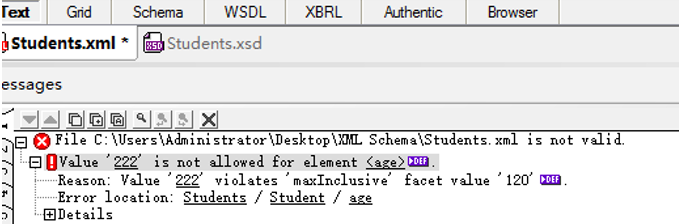 Text Grid Schema WSDL XBRL Authentic Browser
Students.xml * Students.xsd
essages
File C:\Users\Administrator\Desktop\XML Schema\Students.xml is not valid.
Value '222' is not allowed for element <age> DEF .
Reason: Value '222' violates 'maxInclusive' facet value '120' DEF .
Error location: Students / Student / age
Details